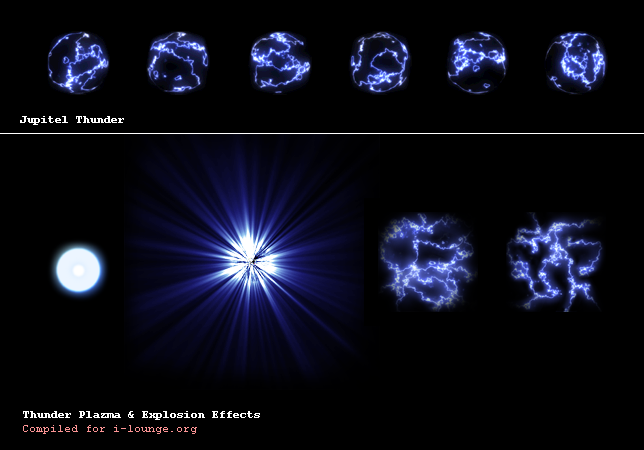 Jupitel Thunder
Thunder Plazma & Explosion Effects
Compiled for i-lounge.org